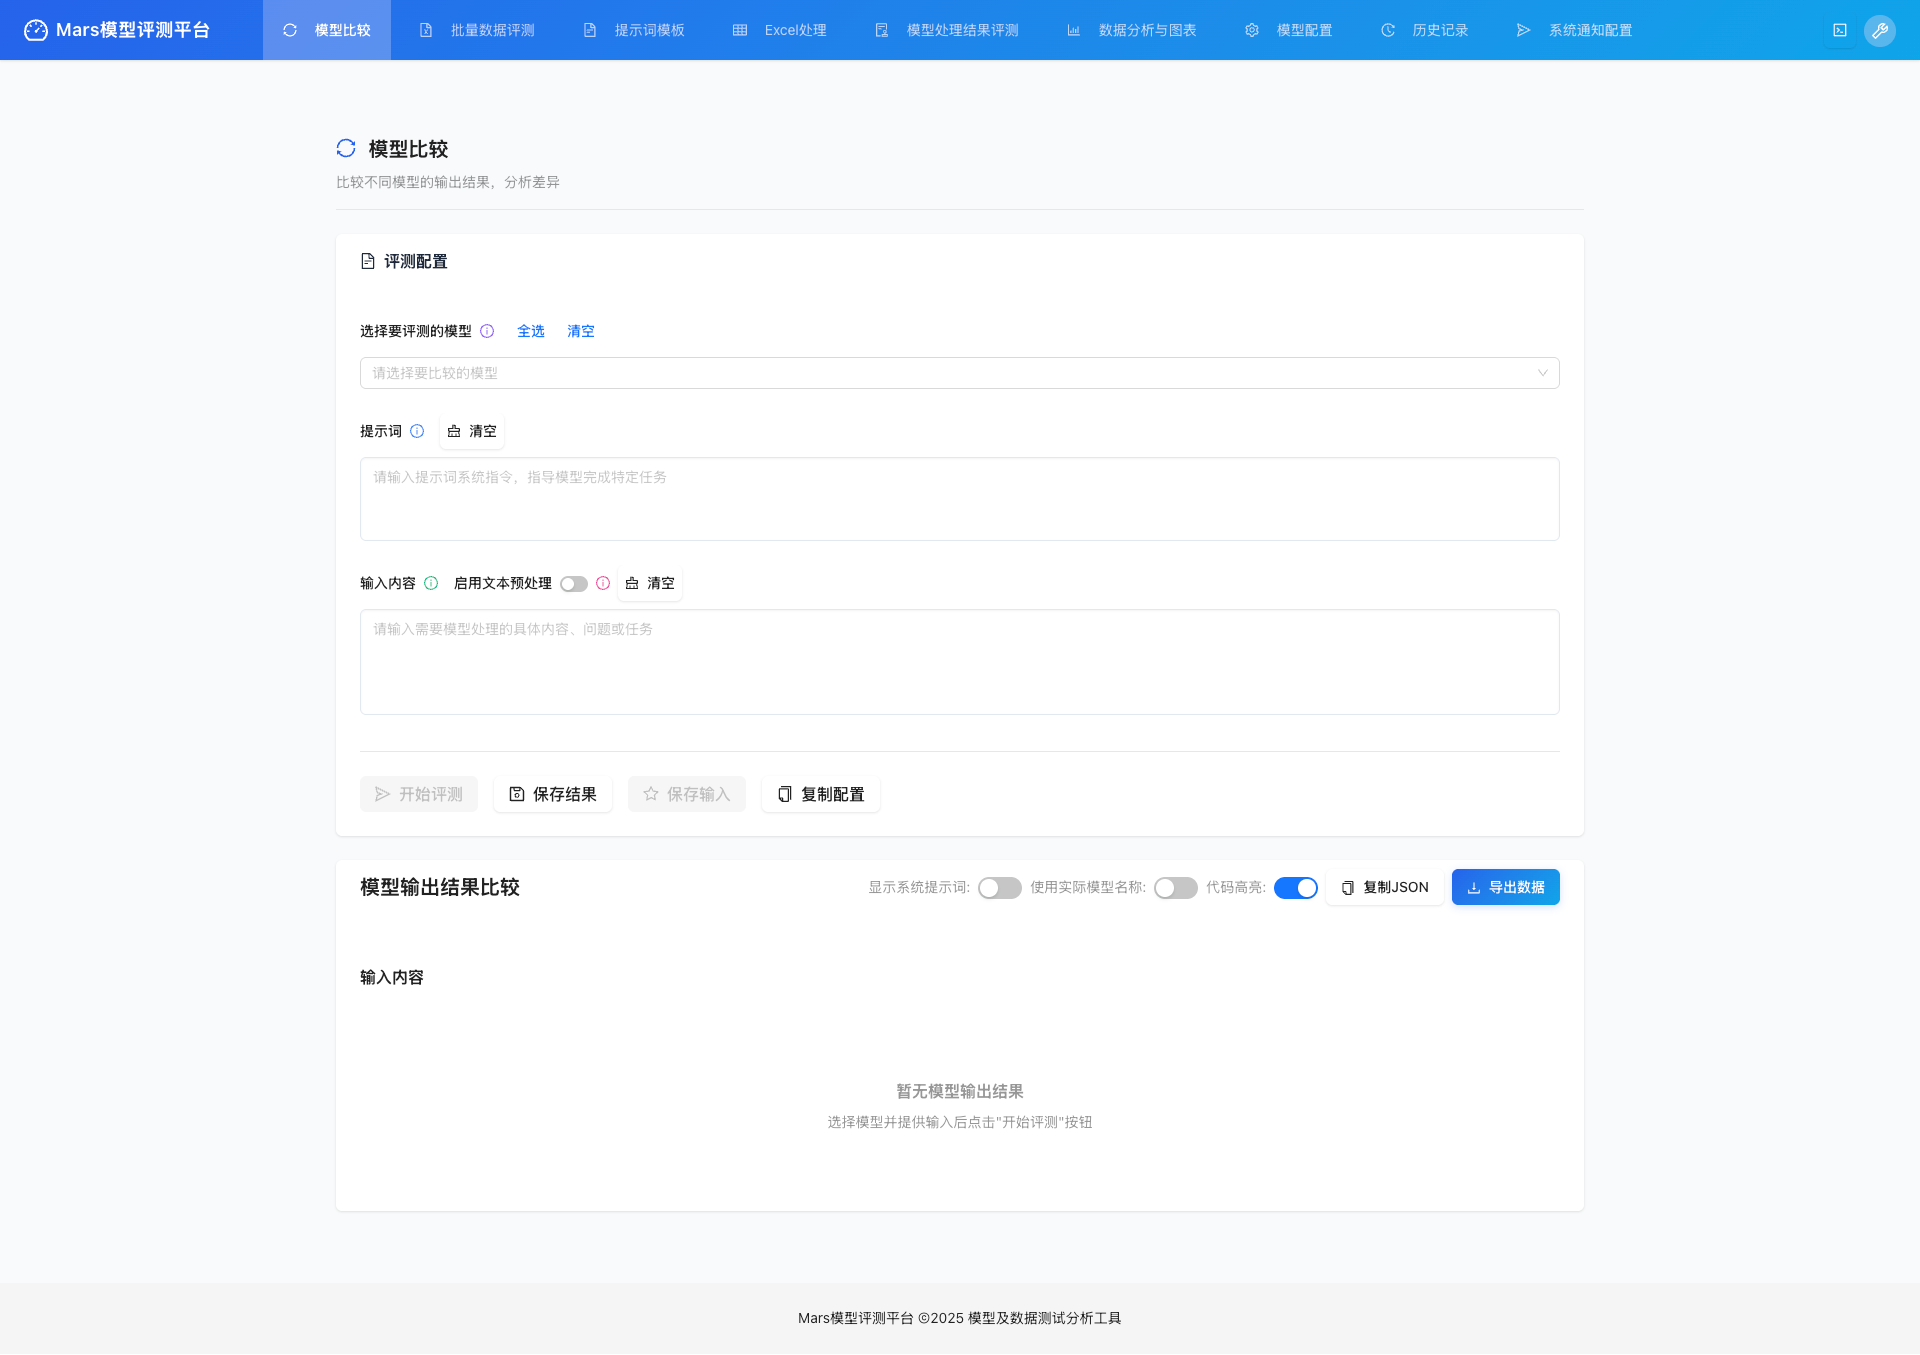 Mars模型评测平台
模型比较
批量数据评测
提示词模板
Excel处理
模型处理结果评测
数据分析与图表
模型配置
历史记录
系统通知配置
模型比较
比较不同模型的输出结果，分析差异
评测配置
选择要评测的模型 全选 清空
请选择要比较的模型
提示词 清空
请输入提示词系统指令，指导模型完成特定任务
输入内容 启用文本预处理 清空
请输入需要模型处理的具体内容、问题或任务
开始评测 保存结果 保存输入 复制配置
模型输出结果比较 显示系统提示词: 使用实际模型名称: 代码高亮: 复制JSON 导出数据
输入内容
暂无模型输出结果
选择模型并提供输入后点击"开始评测"按钮
Mars模型评测平台 ©2025 模型及数据测试分析工具